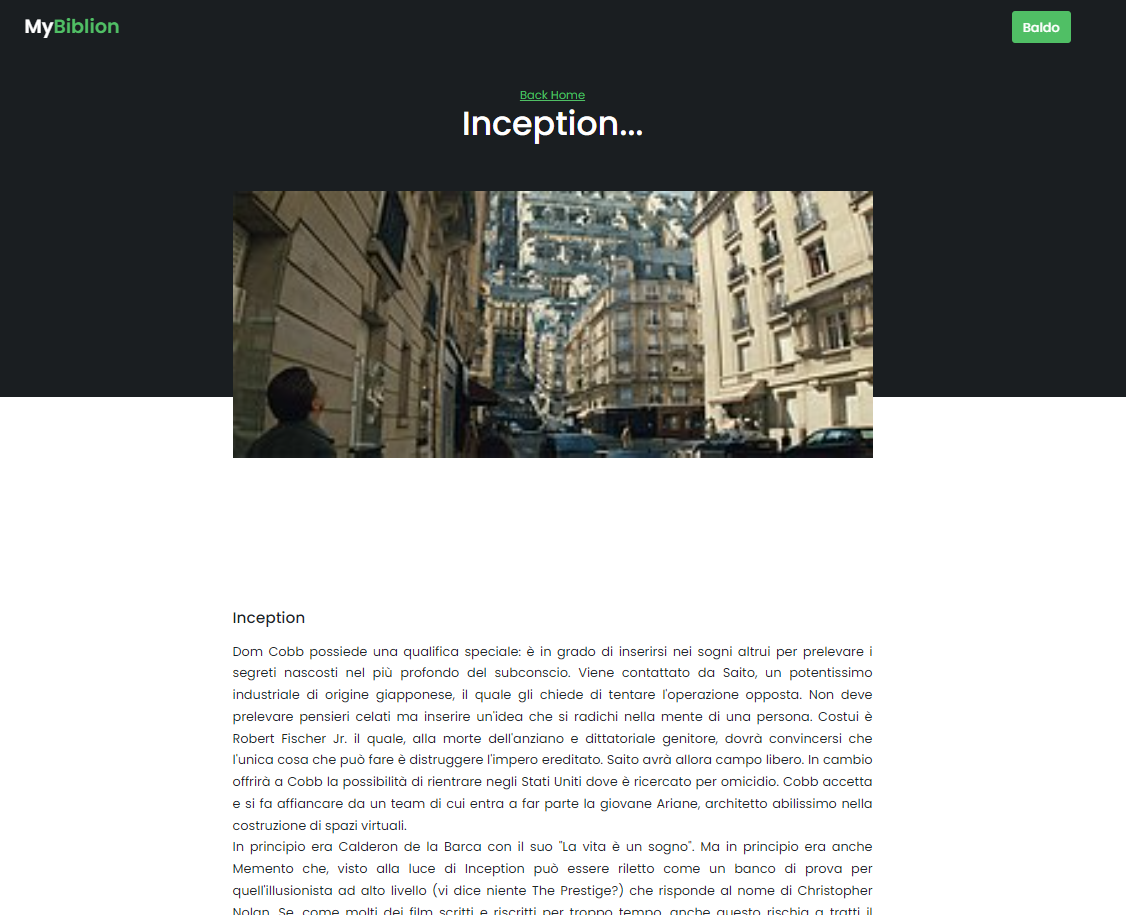 MyBiblion
Baldo
Back Home
Inception...
Inception
Dom Cobb possiede una qualifica speciale: è in grado di inserirsi nei sogni altrui per prelevare i
segreti nascosti nel più profondo del subconscio. Viene contattato da Saito, un potentissimo
industriale di origine giapponese, il quale gli chiede di tentare l'operazione opposta. Non deve
prelevare pensieri celati ma inserire un'idea che si radichi nella mente di una persona. Costui è
Robert Fischer Jr. il quale, alla morte dell'anziano e dittatoriale genitore, dovrà convincersi che
l'unica cosa che può fare è distruggere l'impero ereditato. Saito avrà allora campo libero. In cambio
offrirà a Cobb la possibilità di rientrare negli Stati Uniti dove è ricercato per omicidio. Cobb accetta
e si fa affiancare da un team di cui entra a far parte la giovane Ariane, architetto abilissimo nella
costruzione di spazi virtuali.
In principio era Calderon de la Barca con il suo "La vita è un sogno". Ma in principio era anche
Memento che, visto alla luce di Inception può essere riletto come un banco di prova per
quell'illusionista ad alto livello (vi dice niente The Prestige?) che risponde al nome di Christopher
Nolan. Se, come molti dei film scritti e riscritti per troppo tempo, anche questo rischia a tratti il